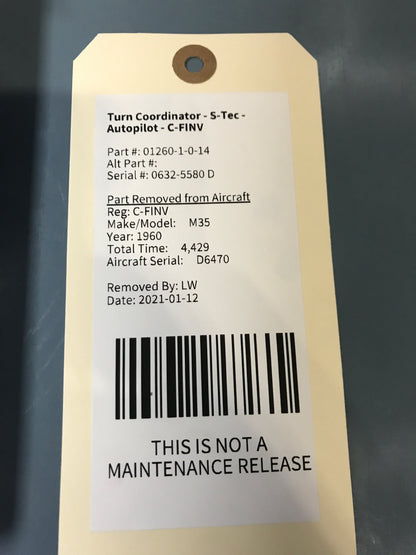 Turn Coordinator - S-Tec -
Autopilot - C-FINV
Part #: 01260-1-0-14
Alt Part #:
Serial #: 0632-5580 D
Part Removed from Aircraft
Reg: C-FINV
Make/Model: M35
Year: 1960
Total Time: 4,429
Aircraft Serial: D6470
Removed By: LW
Date: 2021-01-12
THIS IS NOT A
MAINTENANCE RELEASE